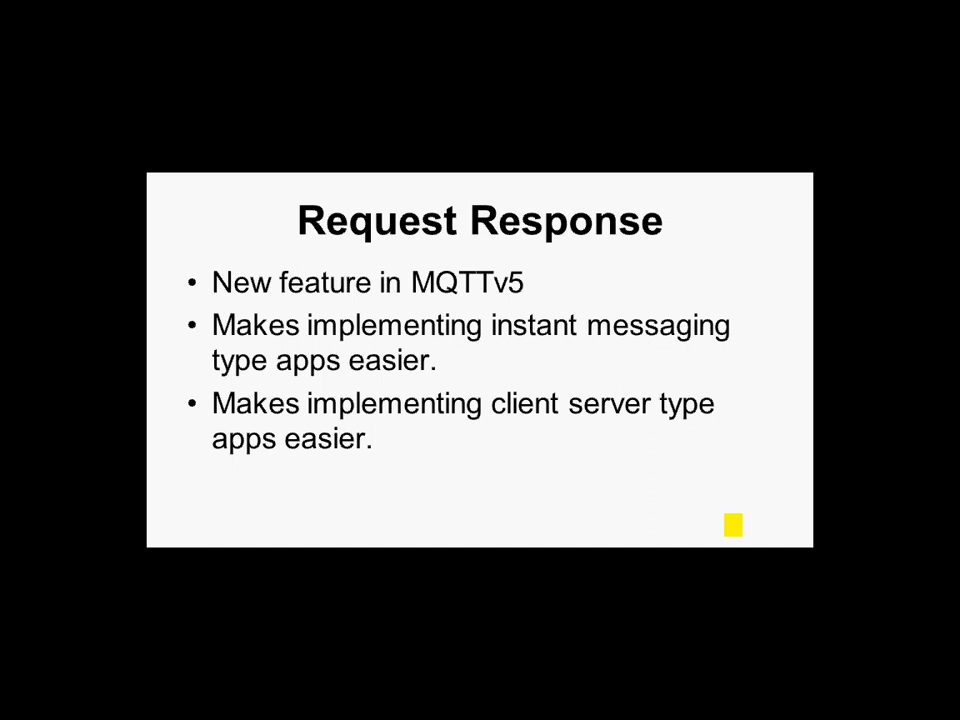 Request Response
• New feature in MQTTv5
• Makes implementing instant messaging
type apps easier.
• Makes implementing client server type
apps easier.